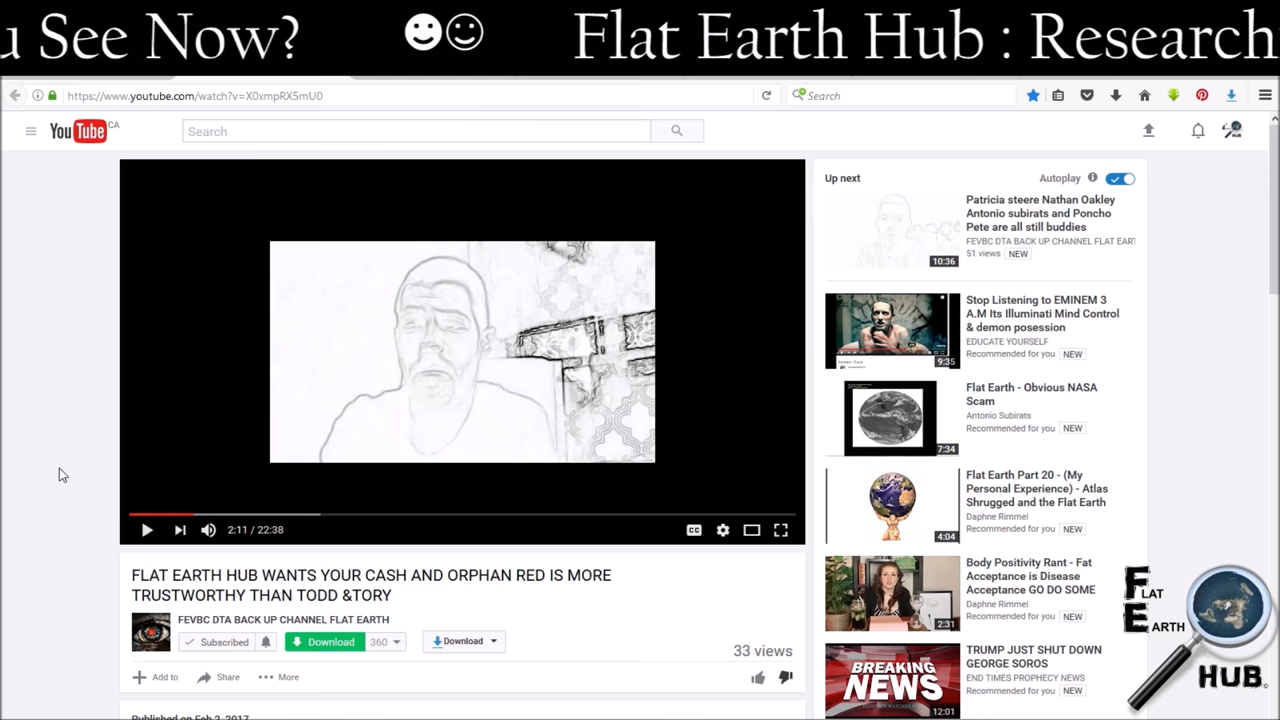 u See Now? Flat Earth Hub : Research
https://www.youtube.com/watch?v=X0xmpRX5mU0
Search
YouTube CA
Search
Up next
Autoplay
Patricia steere Nathan Oakley
Antonio subirats and Poncho
Pete are all still buddies
FEVBC DTA BACK UP CHANNEL FLAT EART
51 views NEW
10:36
Stop Listening to EMINEM 3
A.M Its Illuminati Mind Control
& demon posession
EDUCATE YOURSELF
Recommended for you NEW
9:35
Flat Earth - Obvious NASA
Scam
Antonio Subirats
Recommended for you NEW
7:34
Flat Earth Part 20 - (My
Personal Experience) - Atlas
Shrugged and the Flat Earth
Daphne Rimmel
Recommended for you NEW
4:04
Body Positivity Rant - Fat
Acceptance is Disease
Acceptance GO DO SOME
Daphne Rimmel
Recommended for you NEW
2:31
TRUMP JUST SHUT DOWN
GEORGE SOROS
END TIMES PROPHECY NEWS
Recommended for you NEW
BREAKING
NEWS
12:01
2:11 / 22:38
CC
FLAT EARTH HUB WANTS YOUR CASH AND ORPHAN RED IS MORE
TRUSTWORTHY THAN TODD &TORY
FEVBC DTA BACK UP CHANNEL FLAT EARTH
Subscribed
Download 360
Download
33 views
Add to
Share
More
Published on Feb 2, 2017
FLAT
EARTH
HUB